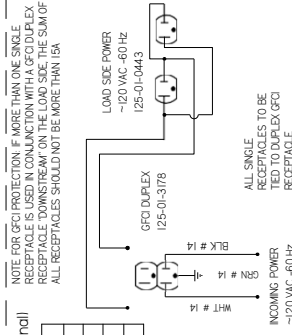 NOTE: FOR GFCI PROTECTION, IF MORE THAN ONE SINGLE
RECEPTACLE IS USED IN CONJUNCTION WITH A GFCI DUPLEX
RECEPTACLE "DOWNSTREAM" ON THE LOAD SIDE, THE SUM OF
ALL RECEPTACLES SHOULD NOT BE MORE THAN 15A
LOAD SIDE POWER
~120 VAC ~60 Hz
125-01-0443
GFCI DUPLEX
125-01-3178
BLK # 14
GRN # 14
WHT # 14
INCOMING POWER
~120 VAC ~60 Hz
ALL SINGLE
RECEPTACLES TO BE
TIED TO DUPLEX GFCI
RECEPTACLE